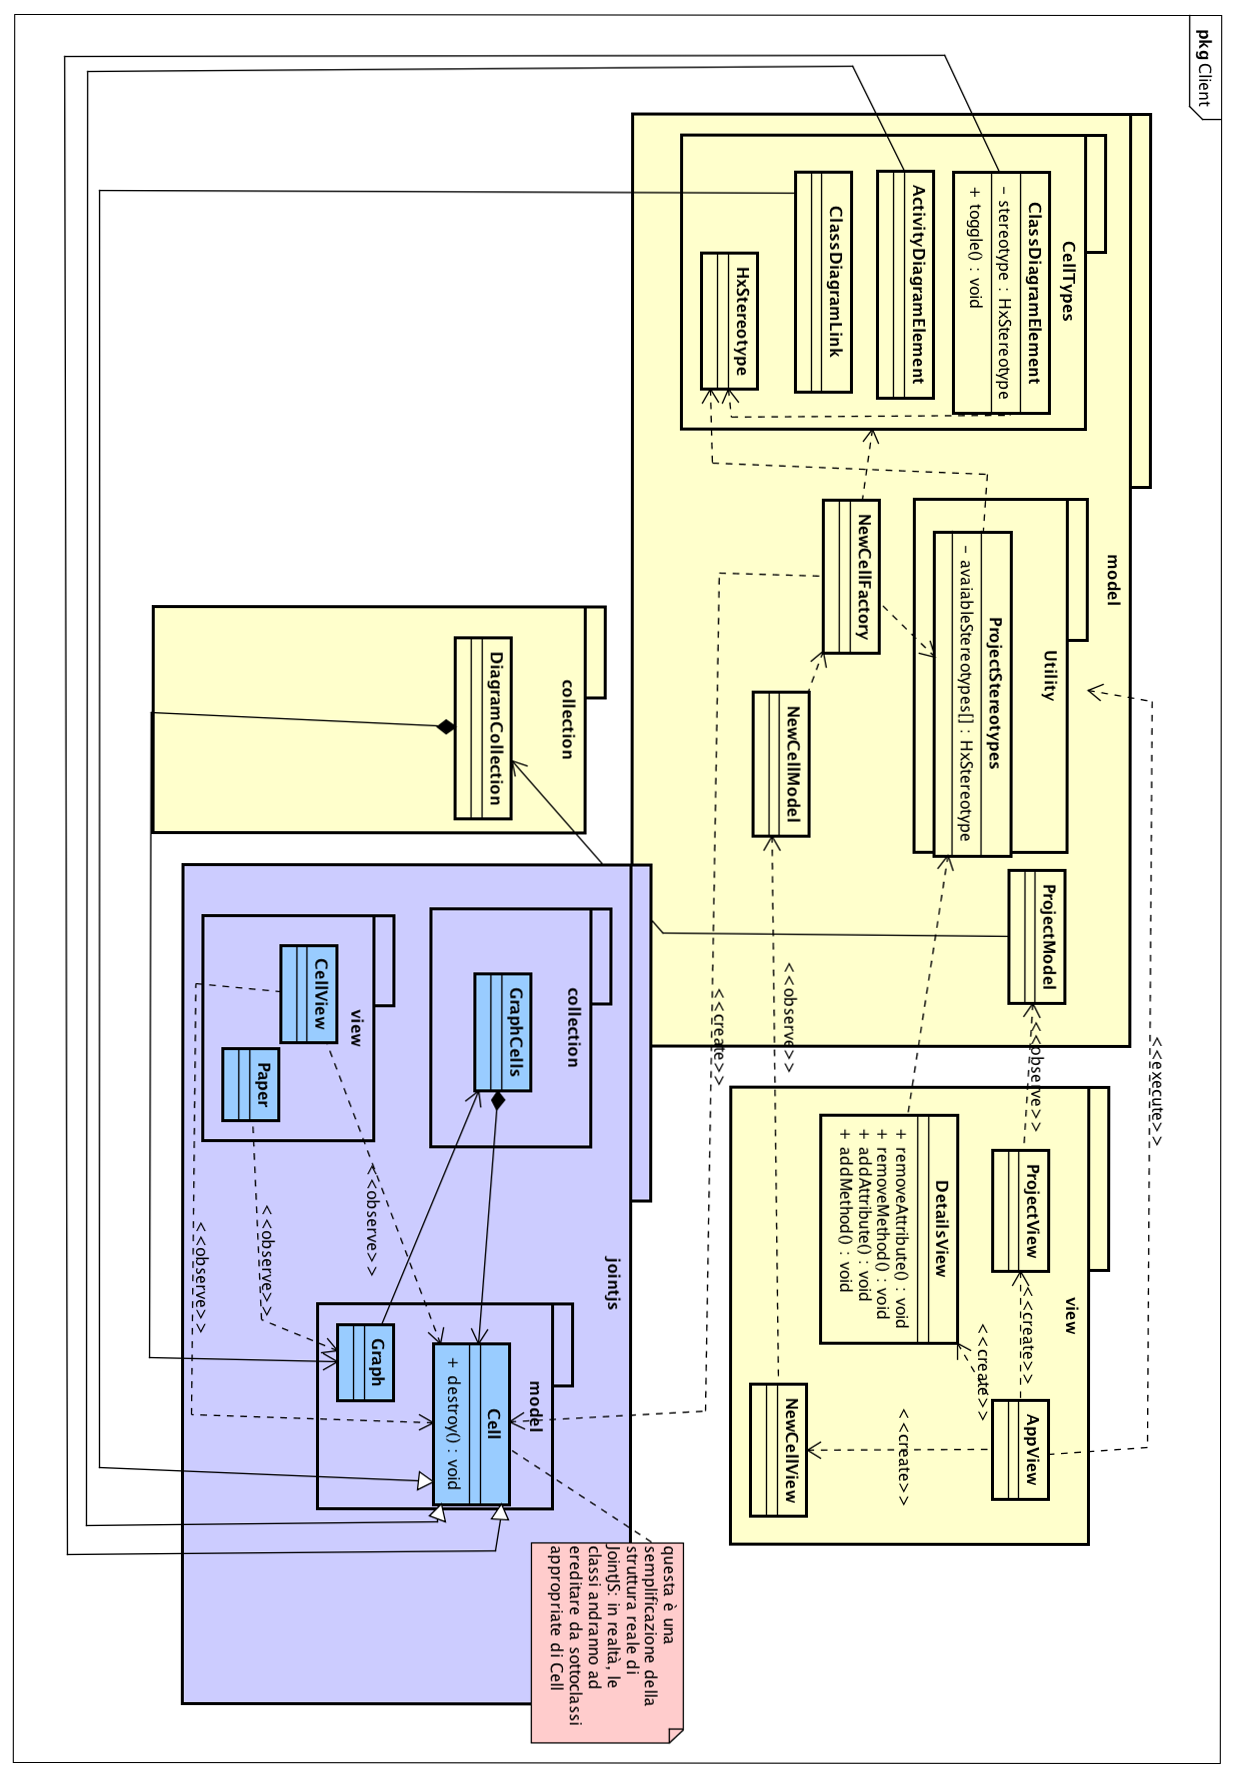 pkg Client
model
CellTypes
ClassDiagramElement
- stereotype : HxStereotype
+ toggle() : void
ActivityDiagramElement
ClassDiagramLink
HxStereotype
Utility
ProjectStereotypes
- avaiableStereotypes[] : HxStereotype
NewCellFactory
NewCellModel
ProjectModel
<<execute>>
<<observe>>
<<observe>>
<<create>>
view
ProjectView
<<create>>
AppView
DetailsView
+ removeAttribute() : void
+ removeMethod() : void
+ addAttribute() : void
+ addMethod() : void
<<create>>
<<create>>
NewCellView
collection
DiagramCollection
jointjs
collection
GraphCells
view
CellView
Paper
<<observe>>
<<observe>>
<<observe>>
model
Cell
+ destroy() : void
Graph
questa è una
semplificazione della
struttura reale di
JointJS: in realtà, le
classi andranno ad
ereditare da sottoclassi
appropriate di Cell